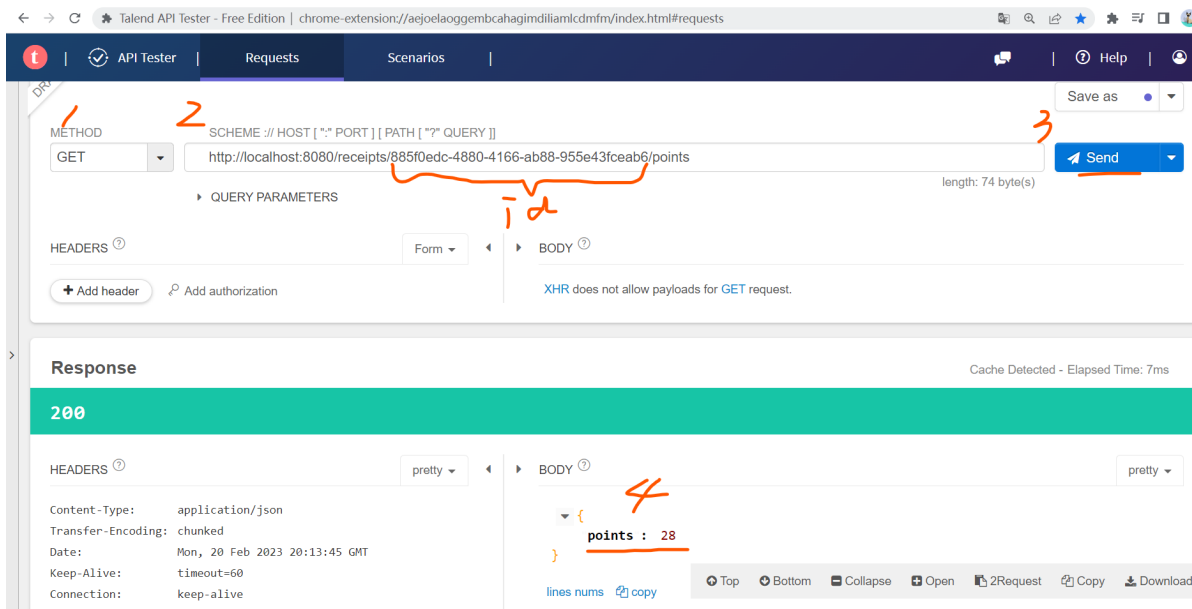 Talend API Tester - Free Edition | chrome-extension://aejoelaoggembcahagimdiliamlcdmfm/index.html#requests
t | API Tester | Requests Scenarios | | Help |
DRA
Save as
1 2 3
METHOD SCHEME :// HOST [ ":" PORT ] [ PATH [ "?" QUERY ]]
GET http://localhost:8080/receipts/885f0edc-4880-4166-ab88-955e43fceab6/points Send
length: 74 byte(s)
QUERY PARAMETERS
id
HEADERS ? Form BODY ?
+ Add header Add authorization XHR does not allow payloads for GET request.
Response Cache Detected - Elapsed Time: 7ms
200
HEADERS ? pretty BODY ? pretty
4
Content-Type: application/json {
Transfer-Encoding: chunked points : 28
Date: Mon, 20 Feb 2023 20:13:45 GMT }
Keep-Alive: timeout=60 Top Bottom Collapse Open 2Request Copy Download
Connection: keep-alive lines nums copy